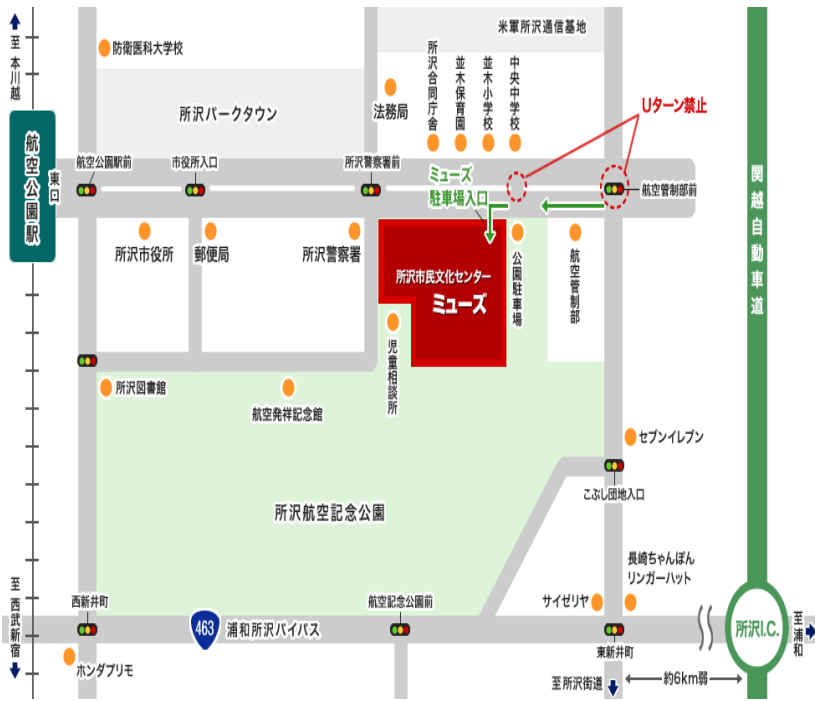 至 本川越
防衛医科大学校
米軍所沢通信基地
所沢パークタウン
法務局
所沢合同庁舎
並木保育園
並木小学校
中央中学校
Uターン禁止
航空公園駅
東口
航空公園駅前
市役所入口
所沢警察署前
ミューズ
駐車場入口
航空管制部前
関越自動車道
所沢市役所
郵便局
所沢警察署
所沢市民文化センター
ミューズ
公園駐車場
航空管制部
児童相談所
所沢図書館
航空発祥記念館
セブンイレブン
こぶし団地入口
所沢航空記念公園
長崎ちゃんぽん
リンガーハット
サイゼリヤ
至 西武新宿
西新井町
463
浦和所沢バイパス
航空記念公園前
東新井町
所沢I.C.
至浦和
ホンダプリモ
至所沢街道
約6km弱